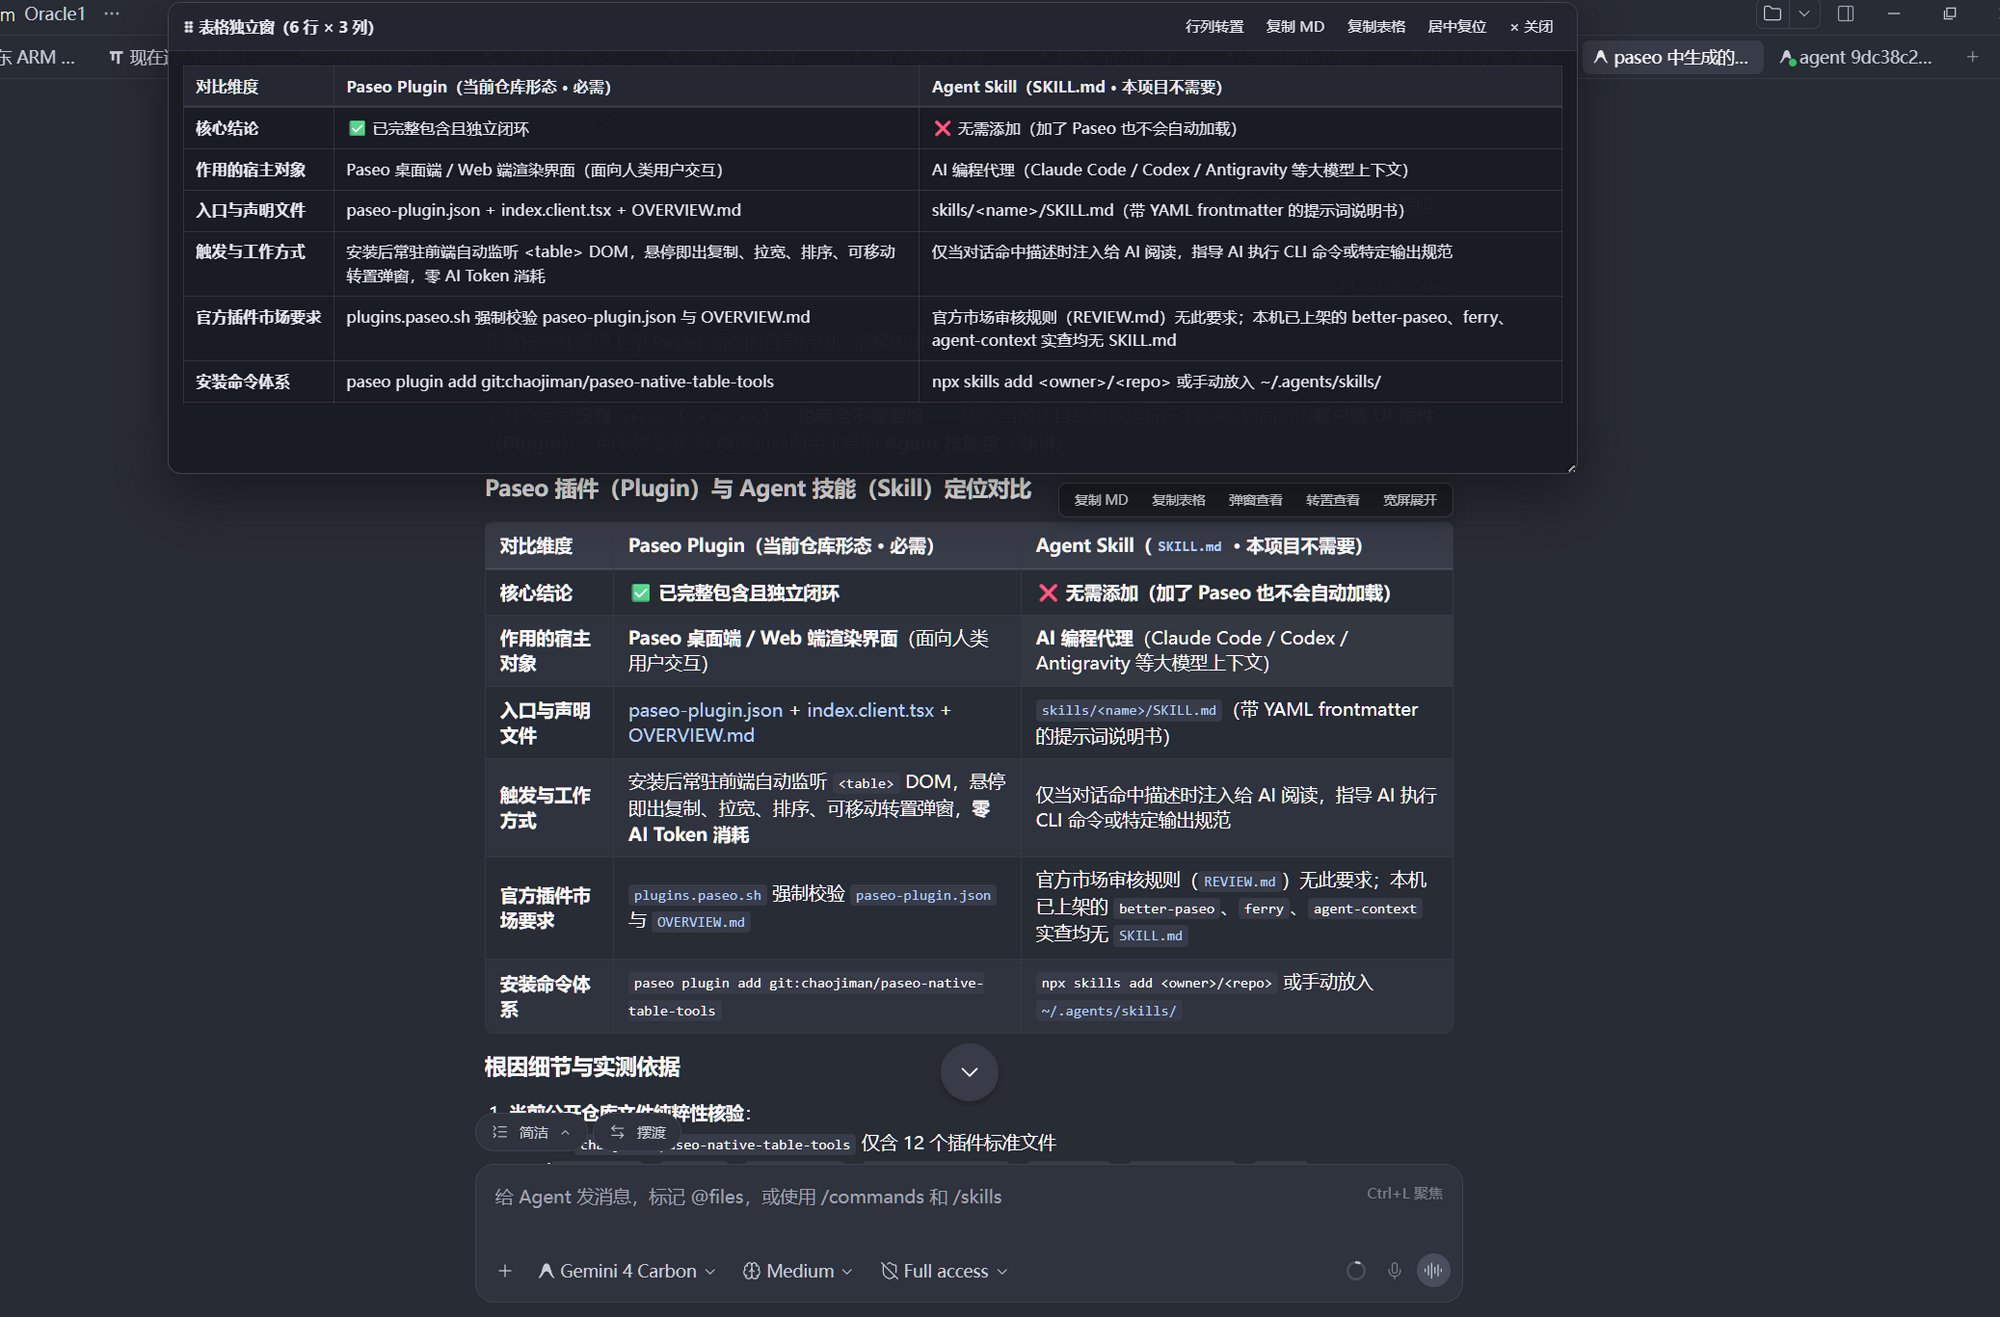 m Oracle1 ···
东 ARM ...
现在这
paseo 中生成的...
agent 9dc38c2...
表格独立窗（6 行 × 3 列）
行列转置 复制 MD 复制表格 居中复位 × 关闭
对比维度 Paseo Plugin（当前仓库形态 • 必需） Agent Skill（SKILL.md • 本项目不需要）
核心结论 ✅ 已完整包含且独立闭环 ❌ 无需添加（加了 Paseo 也不会自动加载）
作用的宿主对象 Paseo 桌面端 / Web 端渲染界面（面向人类用户交互） AI 编程代理（Claude Code / Codex / Antigravity 等大模型上下文）
入口与声明文件 paseo-plugin.json + index.client.tsx + OVERVIEW.md skills/<name>/SKILL.md（带 YAML frontmatter 的提示词说明书）
触发与工作方式 安装后常驻前端自动监听 <table> DOM，悬停即出复制、拉宽、排序、可移动 仅当对话命中描述时注入给 AI 阅读，指导 AI 执行 CLI 命令或特定输出规范
转置弹窗，零 AI Token 消耗
官方插件市场要求 plugins.paseo.sh 强制校验 paseo-plugin.json 与 OVERVIEW.md 官方市场审核规则（REVIEW.md）无此要求；本机已上架的 better-paseo、ferry、
agent-context 实查均无 SKILL.md
安装命令体系 paseo plugin add git:chaojiman/paseo-native-table-tools npx skills add <owner>/<repo> 或手动放入 ~/.agents/skills/
Paseo 插件（Plugin）与 Agent 技能（Skill）定位对比
复制 MD 复制表格 弹窗查看 转置查看 宽屏展开
对比维度 Paseo Plugin（当前仓库形态 • 必需） Agent Skill（ SKILL.md • 本项目不需要）
核心结论 ✅ 已完整包含且独立闭环 ❌ 无需添加（加了 Paseo 也不会自动加载）
作用的宿主
对象
Paseo 桌面端 / Web 端渲染界面（面向人类
用户交互）
AI 编程代理（Claude Code / Codex /
Antigravity 等大模型上下文）
入口与声明
文件
paseo-plugin.json + index.client.tsx +
OVERVIEW.md
skills/<name>/SKILL.md （带 YAML frontmatter
的提示词说明书）
触发与工作
方式
安装后常驻前端自动监听 <table> DOM，悬停
即出复制、拉宽、排序、可移动转置弹窗，零
AI Token 消耗
仅当对话命中描述时注入给 AI 阅读，指导 AI 执行
CLI 命令或特定输出规范
官方插件市
场要求
plugins.paseo.sh 强制校验 paseo-plugin.json
与 OVERVIEW.md
官方市场审核规则（ REVIEW.md ）无此要求；本机
已上架的 better-paseo 、 ferry 、 agent-context
实查均无 SKILL.md
安装命令体
系
paseo plugin add git:chaojiman/paseo-native-
table-tools
npx skills add <owner>/<repo> 或手动放入
~/.agents/skills/
根因细节与实测依据
1. 当前公开仓库文件纯粹性核验：
简洁 摆渡
seo-native-table-tools 仅含 12 个插件标准文件
给 Agent 发消息，标记 @files，或使用 /commands 和 /skills
Ctrl+L 聚焦
+ Gemini 4 Carbon Medium Full access